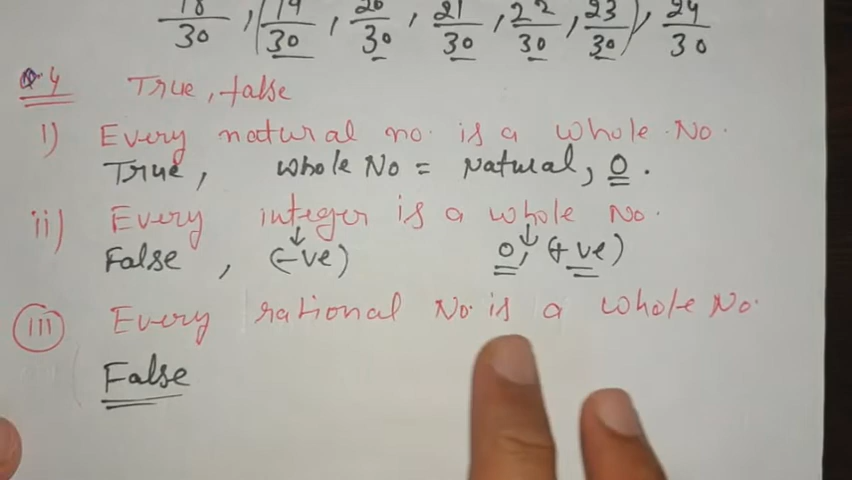 18/30, (19/30, 20/30, 21/30, 22/30, 23/30), 24/30
Q.4 True, false
i) Every natural no. is a whole No.
True, whole No = Natural, 0.
ii) Every integer is a whole No.
False, (-ve) 0, (+ve)
(iii) Every rational No. is a whole No.
False